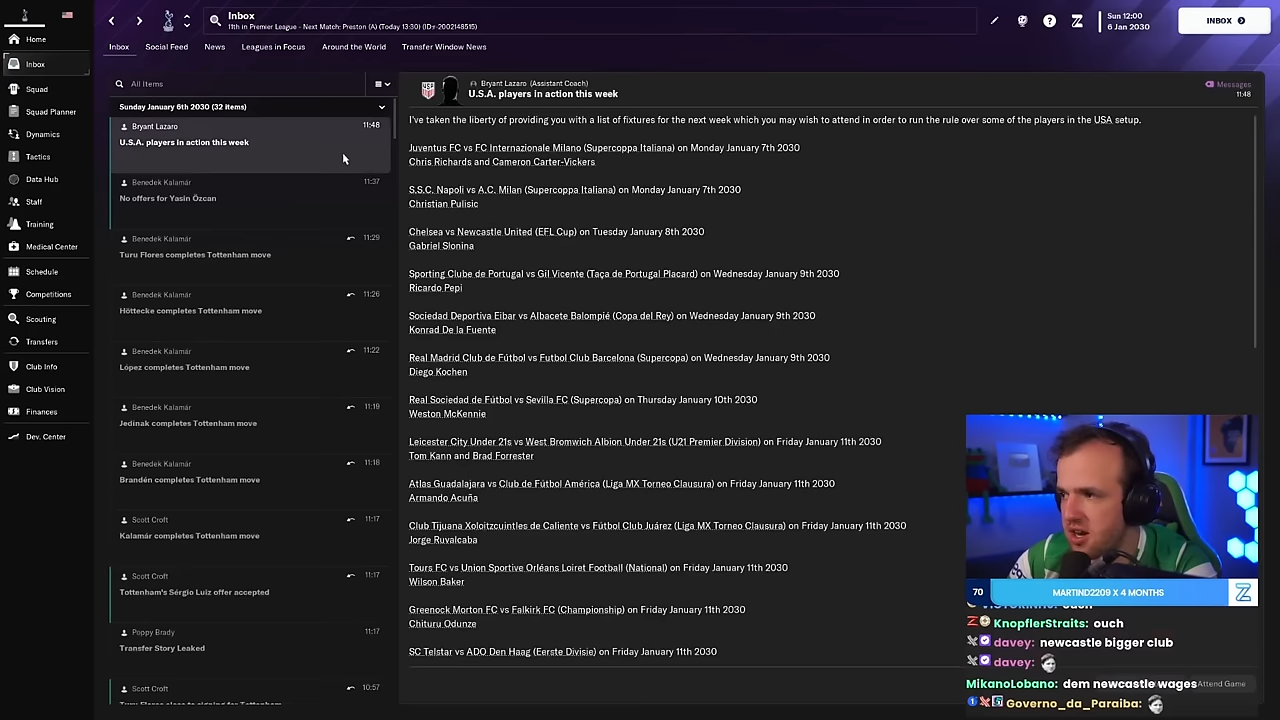 Inbox
11th in Premier League - Next Match: Preston (A) (Today 13:30) (ID:-2002148515)
Sun 12:00
6 Jan 2030
INBOX
Inbox
Social Feed
News
Leagues in Focus
Around the World
Transfer Window News
Home
Inbox
Squad
Squad Planner
Dynamics
Tactics
Data Hub
Staff
Training
Medical Center
Schedule
Competitions
Scouting
Transfers
Club Info
Club Vision
Finances
Dev. Center
All Items
Sunday January 6th 2030 (32 items)
Bryant Lazaro 11:48
U.S.A. players in action this week
Benedek Kalamár 11:37
No offers for Yasin Özcan
Benedek Kalamár 11:29
Turu Flores completes Tottenham move
Benedek Kalamár 11:26
Höttecke completes Tottenham move
Benedek Kalamár 11:22
López completes Tottenham move
Benedek Kalamár 11:19
Jedinak completes Tottenham move
Benedek Kalamár 11:18
Brandén completes Tottenham move
Scott Croft 11:17
Kalamár completes Tottenham move
Scott Croft 11:17
Tottenham's Sérgio Luiz offer accepted
Poppy Brady 11:17
Transfer Story Leaked
Scott Croft 10:57
Turu Flores close to signing for Tottenham
Bryant Lazaro (Assistant Coach)
U.S.A. players in action this week
Messages
11:48
I've taken the liberty of providing you with a list of fixtures for the next week which you may wish to attend in order to run the rule over some of the players in the USA setup.
Juventus FC vs FC Internazionale Milano (Supercoppa Italiana) on Monday January 7th 2030
Chris Richards and Cameron Carter-Vickers
S.S.C. Napoli vs A.C. Milan (Supercoppa Italiana) on Monday January 7th 2030
Christian Pulisic
Chelsea vs Newcastle United (EFL Cup) on Tuesday January 8th 2030
Gabriel Slonina
Sporting Clube de Portugal vs Gil Vicente (Taça de Portugal Placard) on Wednesday January 9th 2030
Ricardo Pepi
Sociedad Deportiva Eibar vs Albacete Balompié (Copa del Rey) on Wednesday January 9th 2030
Konrad De la Fuente
Real Madrid Club de Fútbol vs Futbol Club Barcelona (Supercopa) on Wednesday January 9th 2030
Diego Kochen
Real Sociedad de Fútbol vs Sevilla FC (Supercopa) on Thursday January 10th 2030
Weston McKennie
Leicester City Under 21s vs West Bromwich Albion Under 21s (U21 Premier Division) on Friday January 11th 2030
Tom Kann and Brad Forrester
Atlas Guadalajara vs Club de Fútbol América (Liga MX Torneo Clausura) on Friday January 11th 2030
Armando Acuña
Club Tijuana Xoloitzcuintles de Caliente vs Fútbol Club Juárez (Liga MX Torneo Clausura) on Friday January 11th 2030
Jorge Ruvalcaba
Tours FC vs Union Sportive Orléans Loiret Football (National) on Friday January 11th 2030
Wilson Baker
Greenock Morton FC vs Falkirk FC (Championship) on Friday January 11th 2030
Chituru Odunze
SC Telstar vs ADO Den Haag (Eerste Divisie) on Friday January 11th 2030
70 MARTIND2209 X 4 MONTHS
KnopflerStraits: ouch
davey: newcastle bigger club
davey:
MikanoLobano: dem newcastle wages
Attend Game
Governo_da_Paraiba: